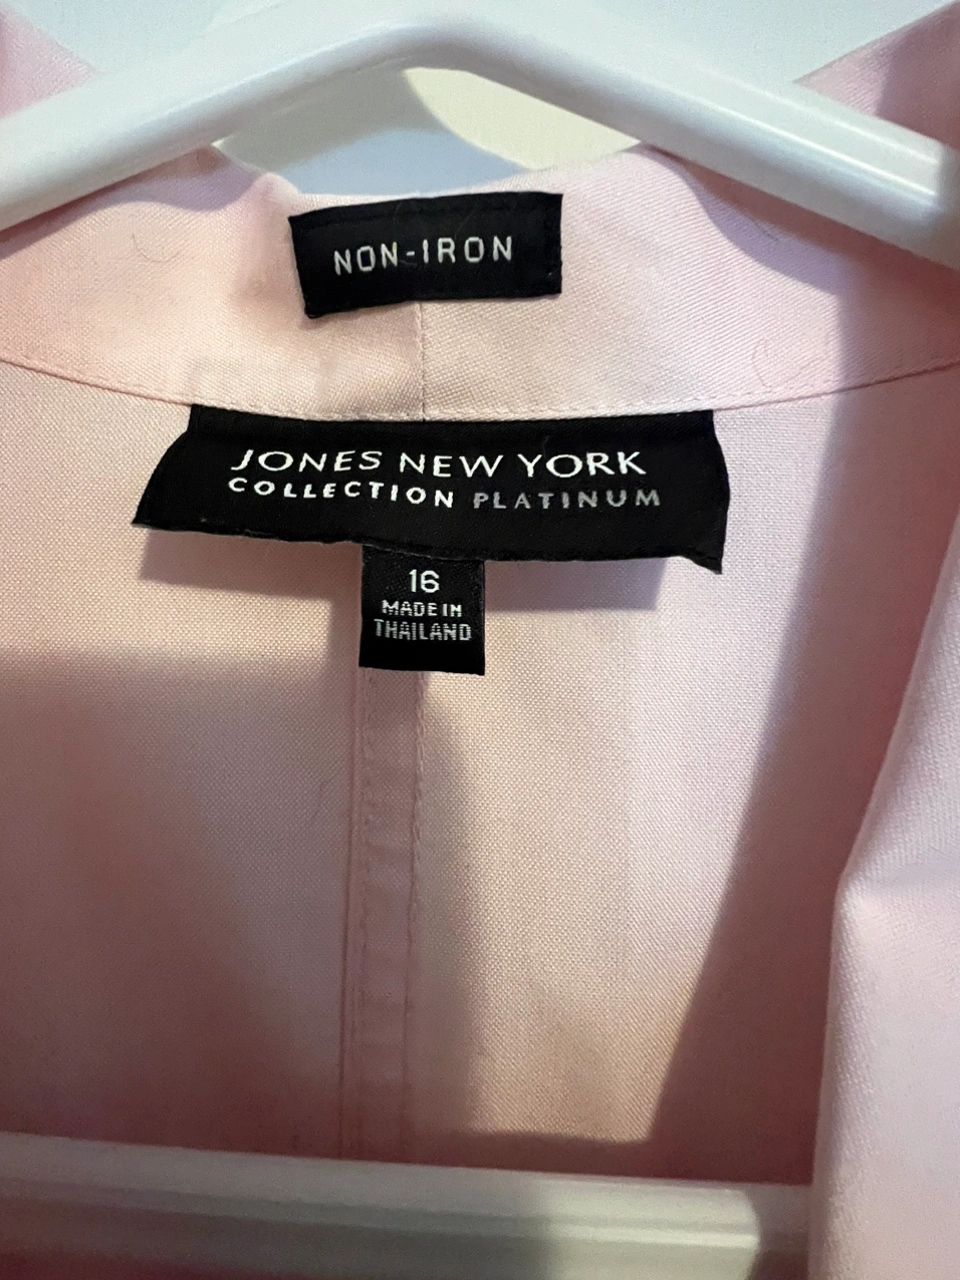 NON-IRON
JONES NEW YORK
COLLECTION PLATINUM
16
MADE IN
THAILAND